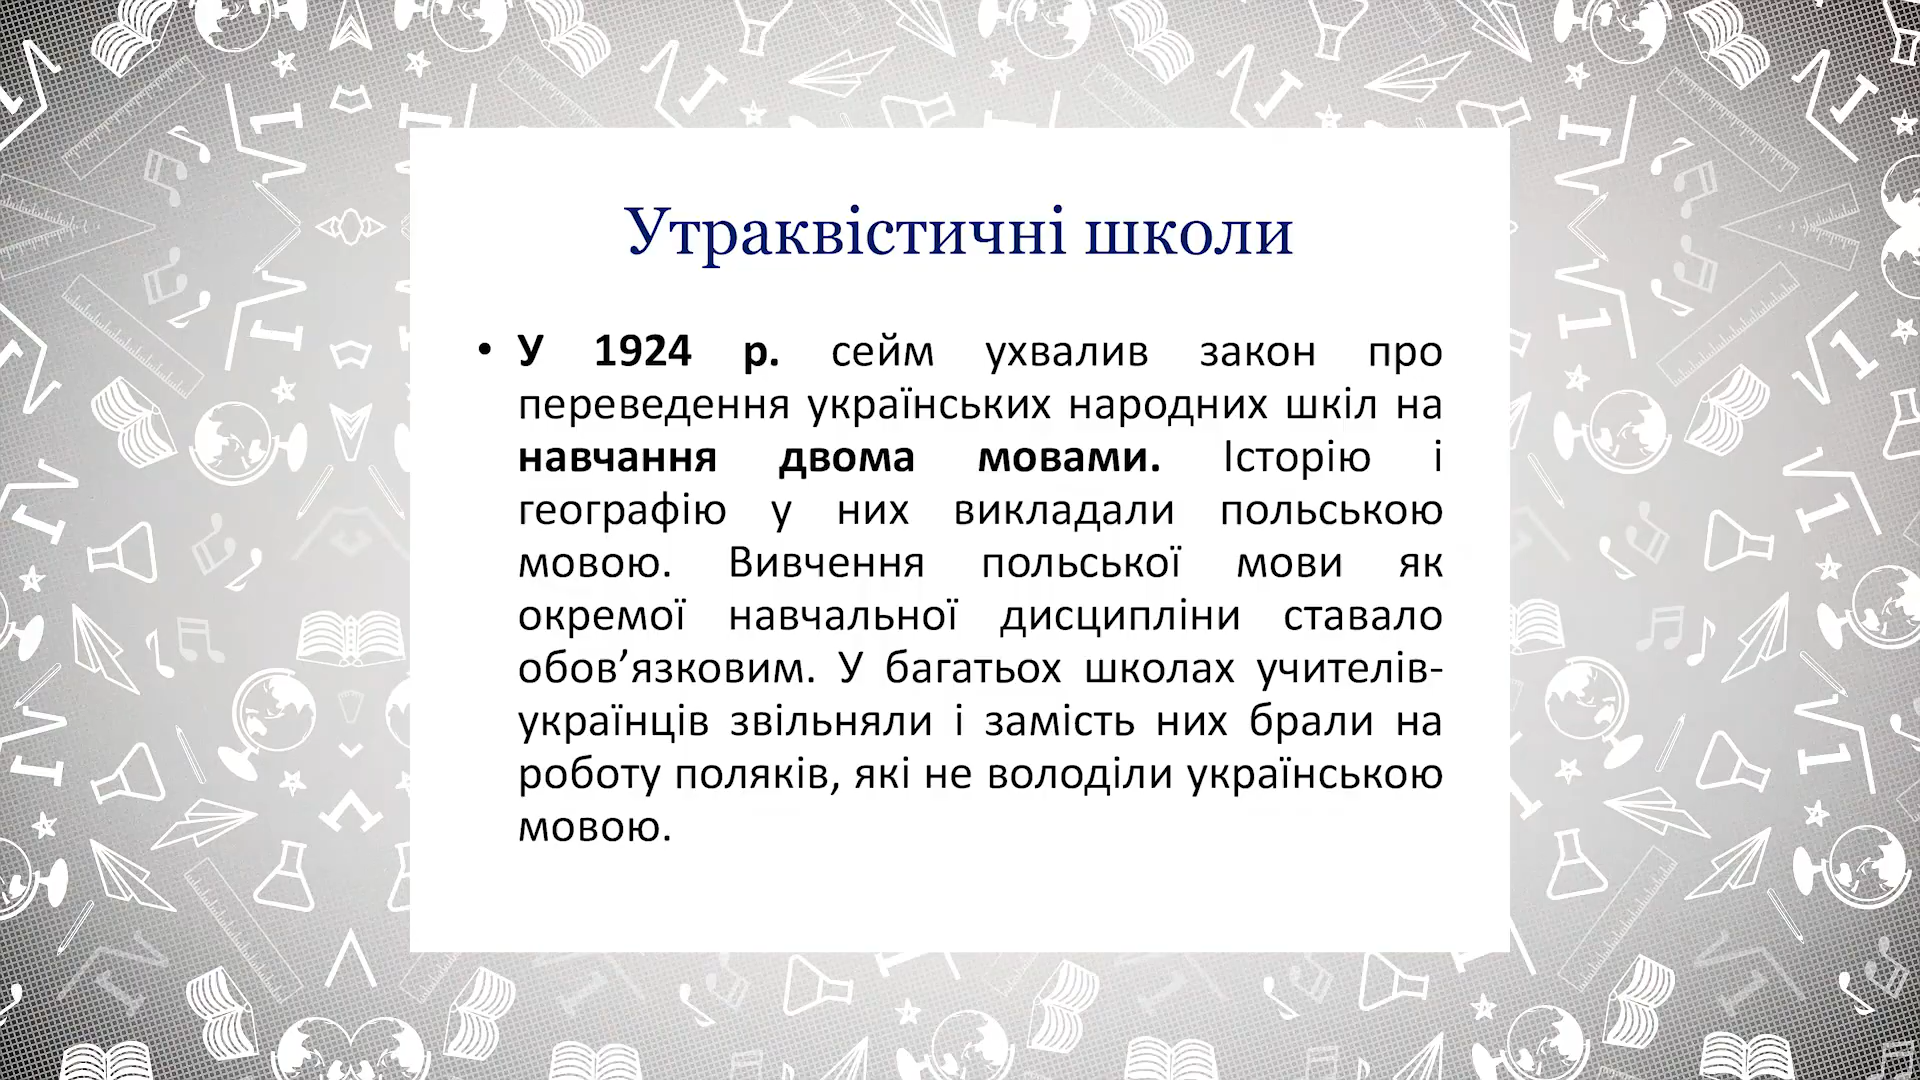 Утраквістичні школи
• У 1924 р. сейм ухвалив закон про
переведення українських народних шкіл на
навчання двома мовами. Історію і
географію у них викладали польською
мовою. Вивчення польської мови як
окремої навчальної дисципліни ставало
обов’язковим. У багатьох школах учителів-
українців звільняли і замість них брали на
роботу поляків, які не володіли українською
мовою.